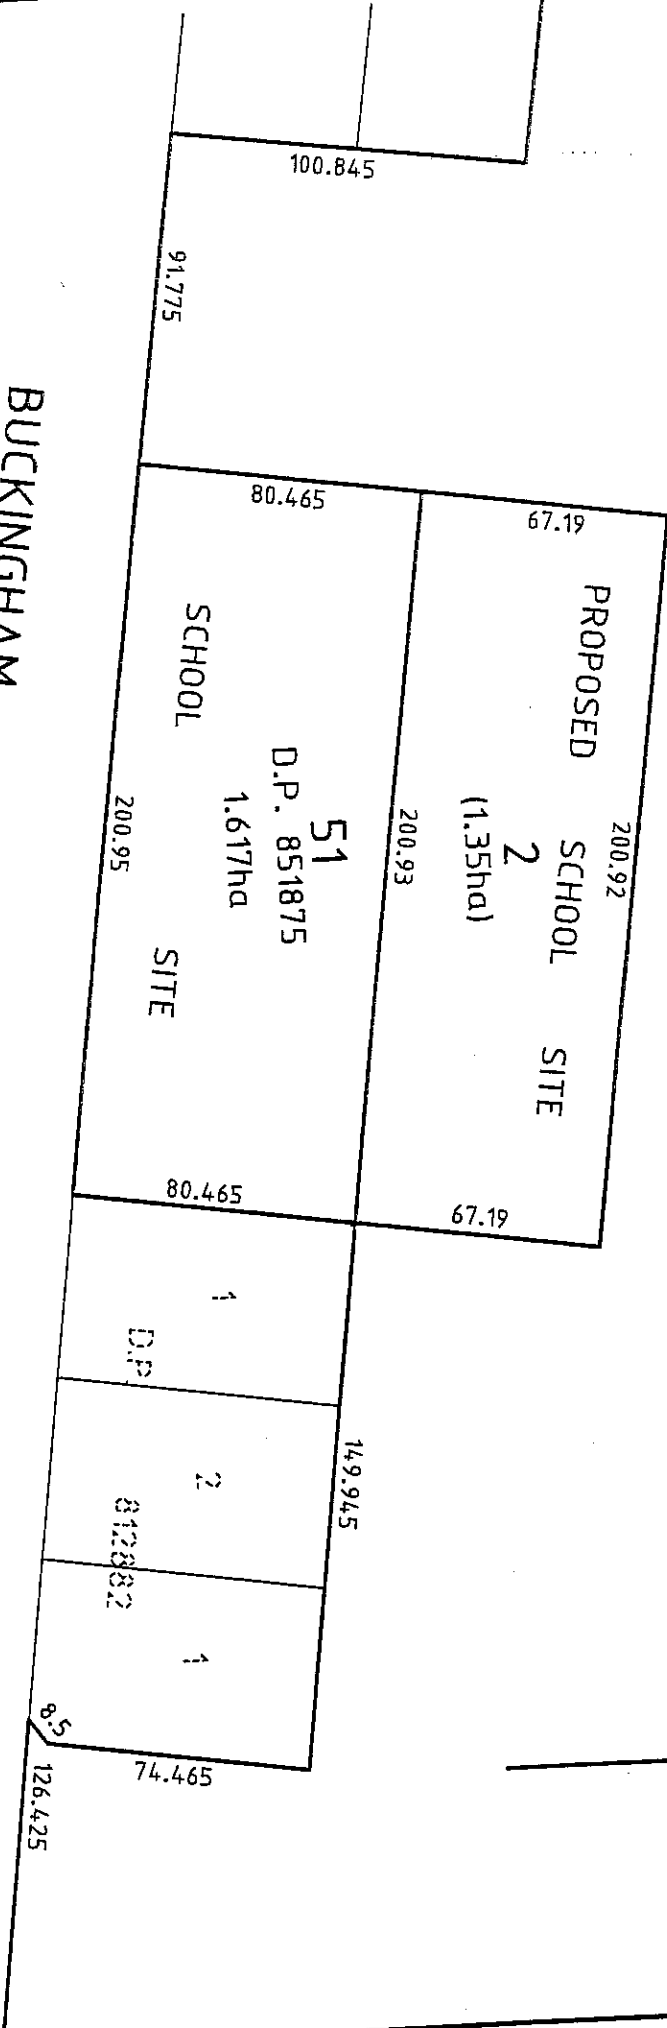 100.845
91.775
BUCKINGHAM
80.465
67.19
PROPOSED SCHOOL SITE
200.92
2
(1.35ha)
200.93
51
D.P. 851875
1.617ha
SCHOOL SITE
200.95
80.465
67.19
1
D.P.
2
812882
1
149.945
8.5
74.465
126.425